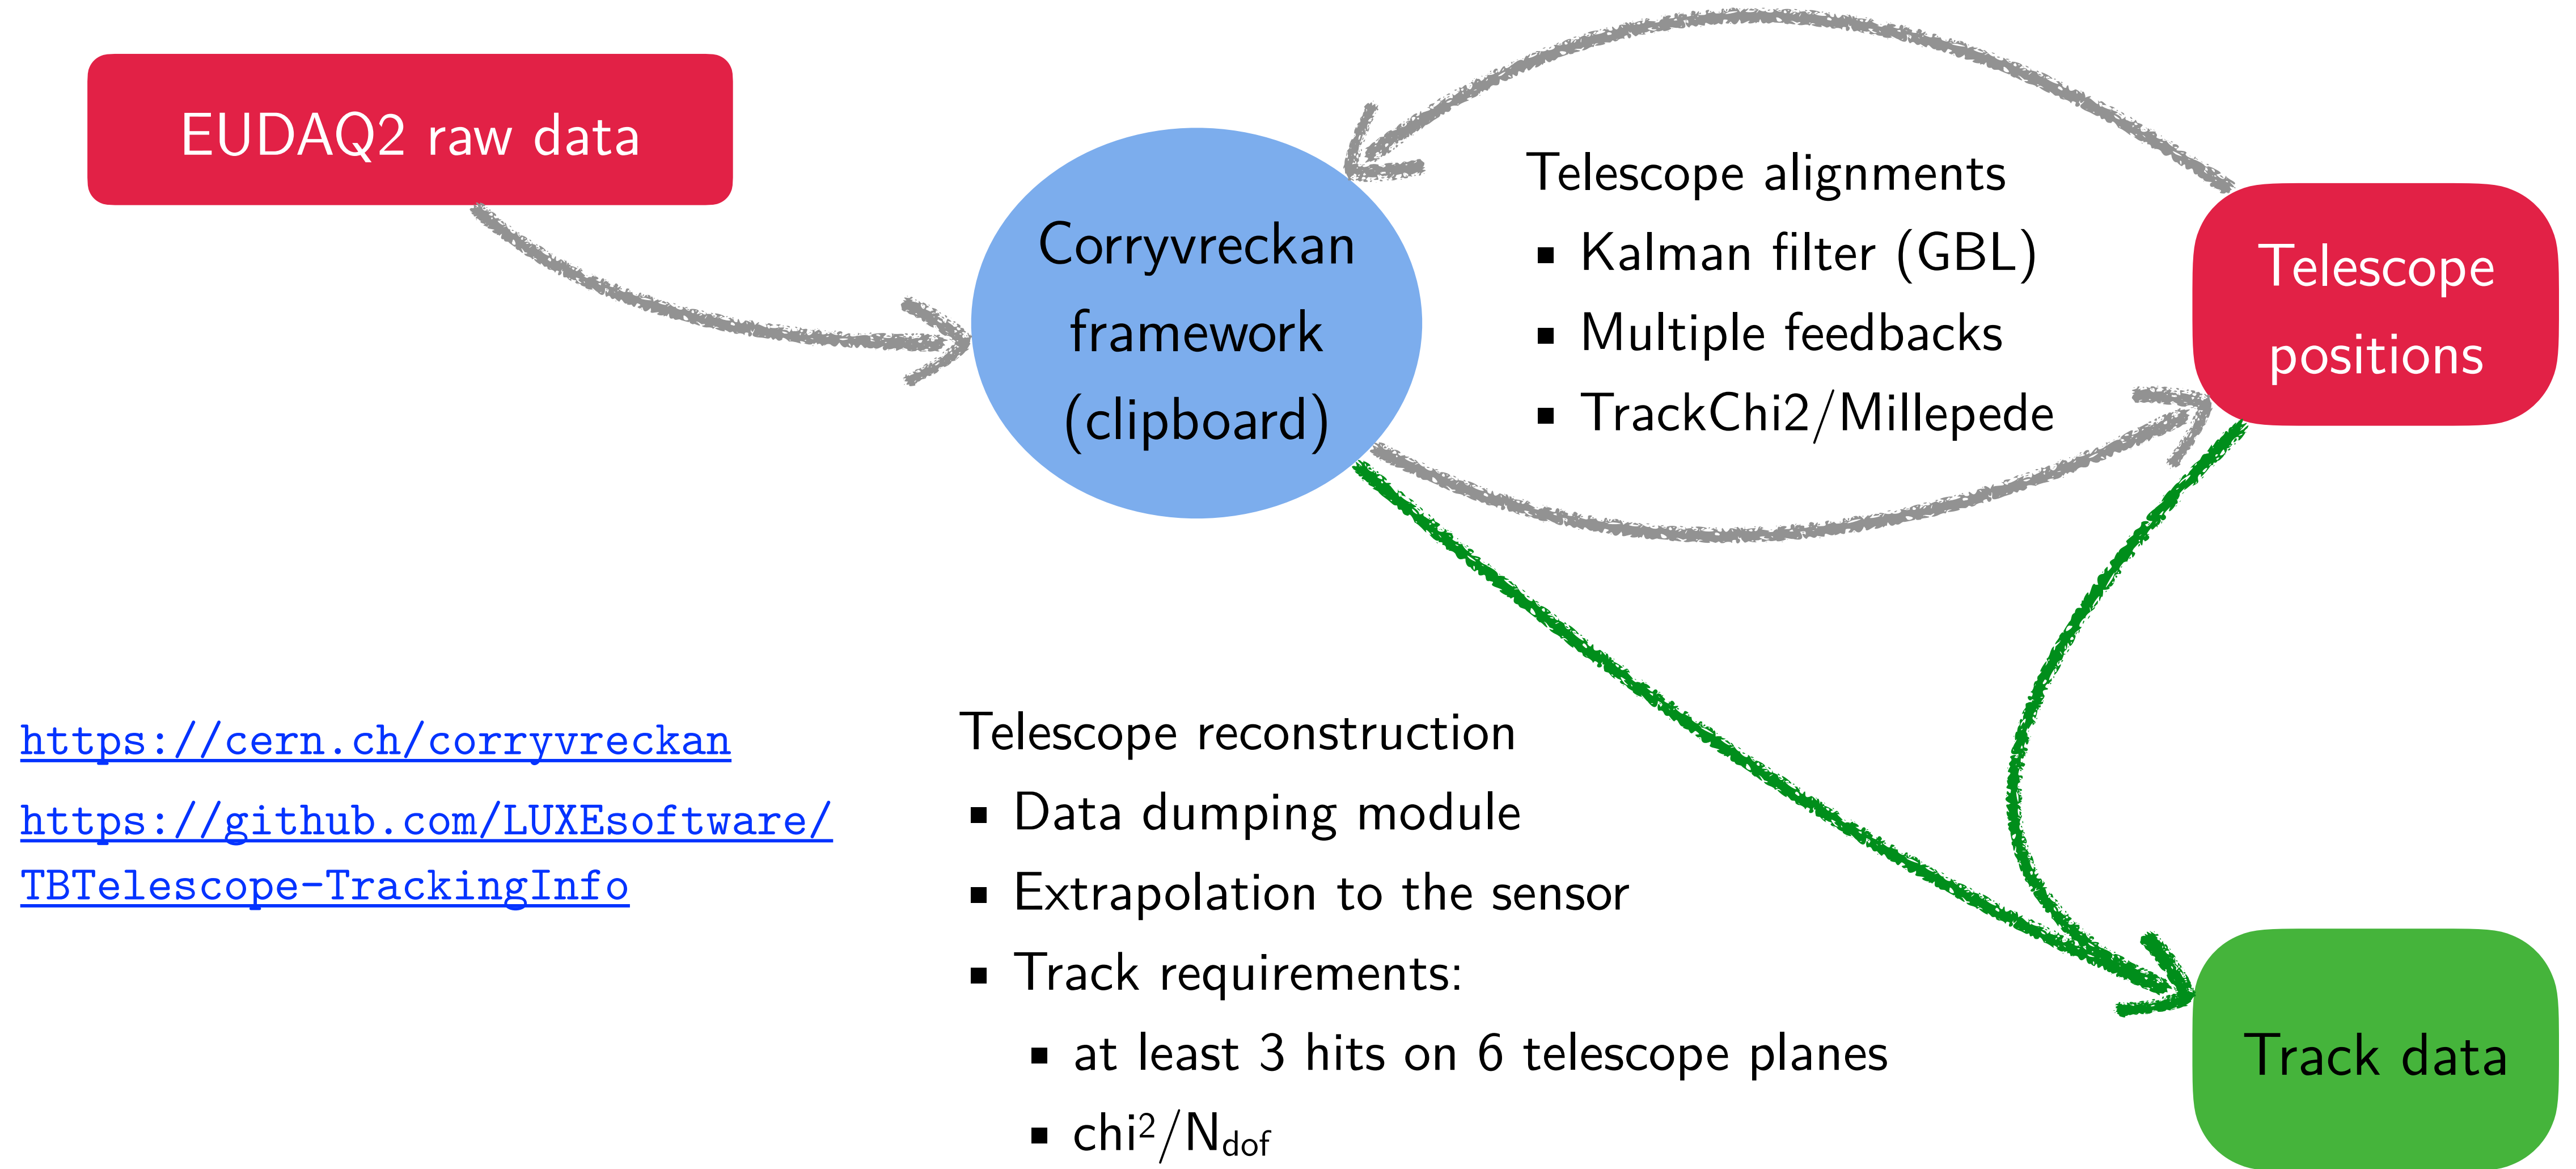 EUDAQ2 raw data
Corryvreckan
framework
(clipboard)
Telescope alignments
▪ Kalman filter (GBL)
▪ Multiple feedbacks
▪ TrackChi2/Millepede
Telescope
positions
https://cern.ch/corryvreckan
https://github.com/LUXEsoftware/
TBTelescope-TrackingInfo
Telescope reconstruction
▪ Data dumping module
▪ Extrapolation to the sensor
▪ Track requirements:
▪ at least 3 hits on 6 telescope planes
▪ chi²/N_dof
Track data